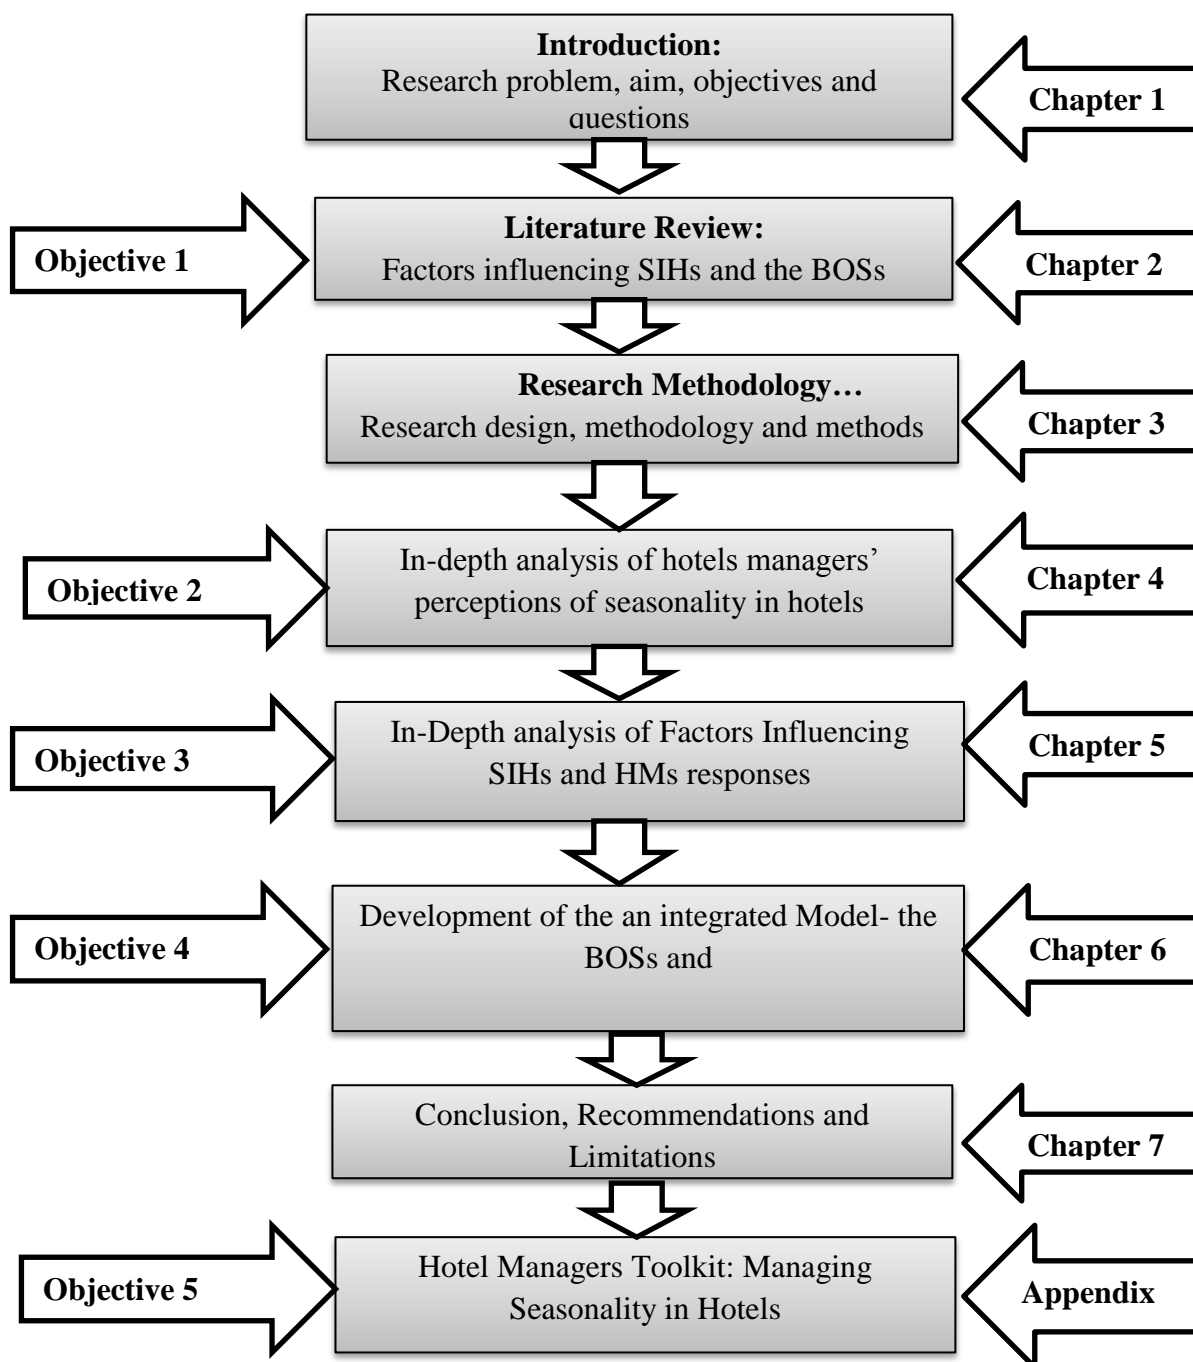 Introduction:
Research problem, aim, objectives and
questions
Chapter 1
Objective 1
Literature Review:
Factors influencing SIHs and the BOSs
Chapter 2
Research Methodology…
Research design, methodology and methods
Chapter 3
Objective 2
In-depth analysis of hotels managers’
perceptions of seasonality in hotels
Chapter 4
Objective 3
In-Depth analysis of Factors Influencing
SIHs and HMs responses
Chapter 5
Objective 4
Development of the an integrated Model- the
BOSs and
Chapter 6
Conclusion, Recommendations and
Limitations
Chapter 7
Objective 5
Hotel Managers Toolkit: Managing
Seasonality in Hotels
Appendix